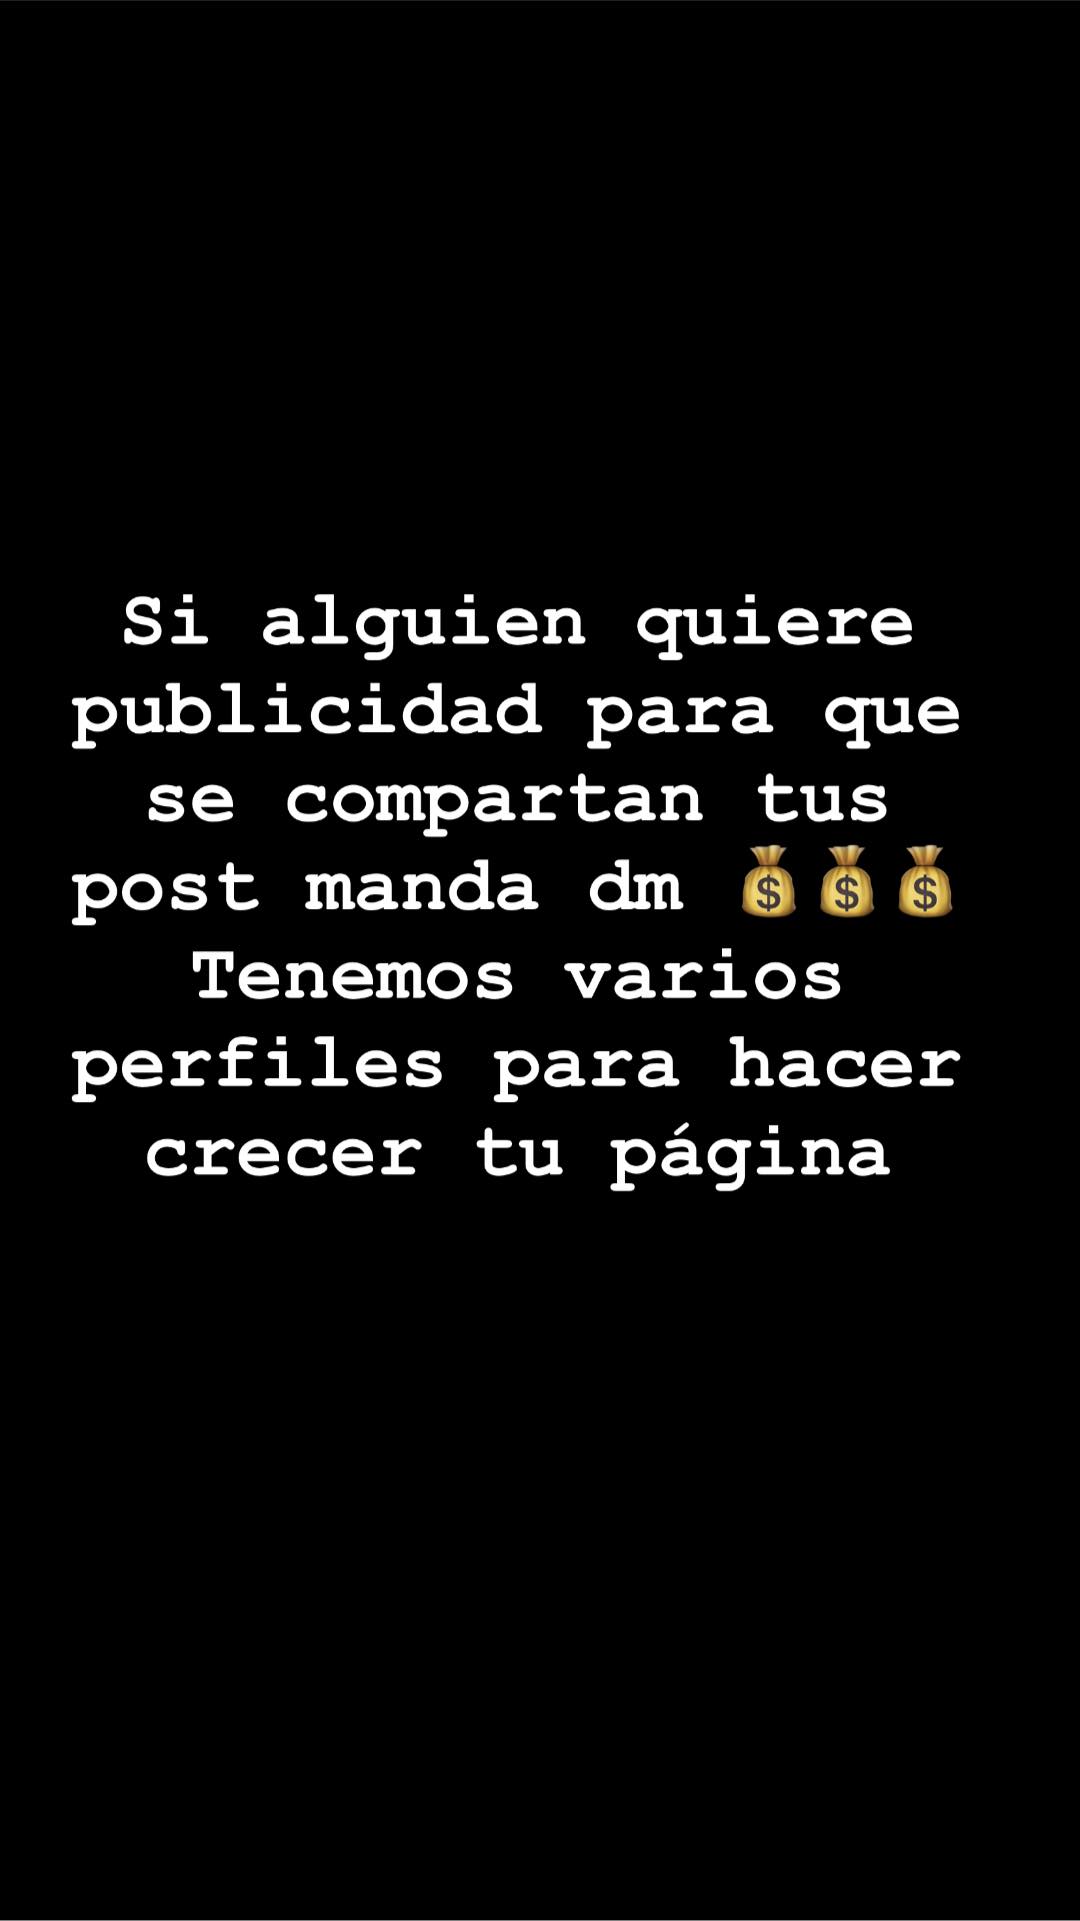 Si alguien quiere
publicidad para que
se compartan tus
post manda dm 💰💰💰
Tenemos varios
perfiles para hacer
crecer tu página